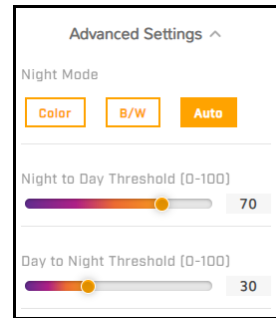 Advanced Settings
Night Mode
Color B/W Auto
Night to Day Threshold (0-100)
70
Day to Night Threshold (0-100)
30